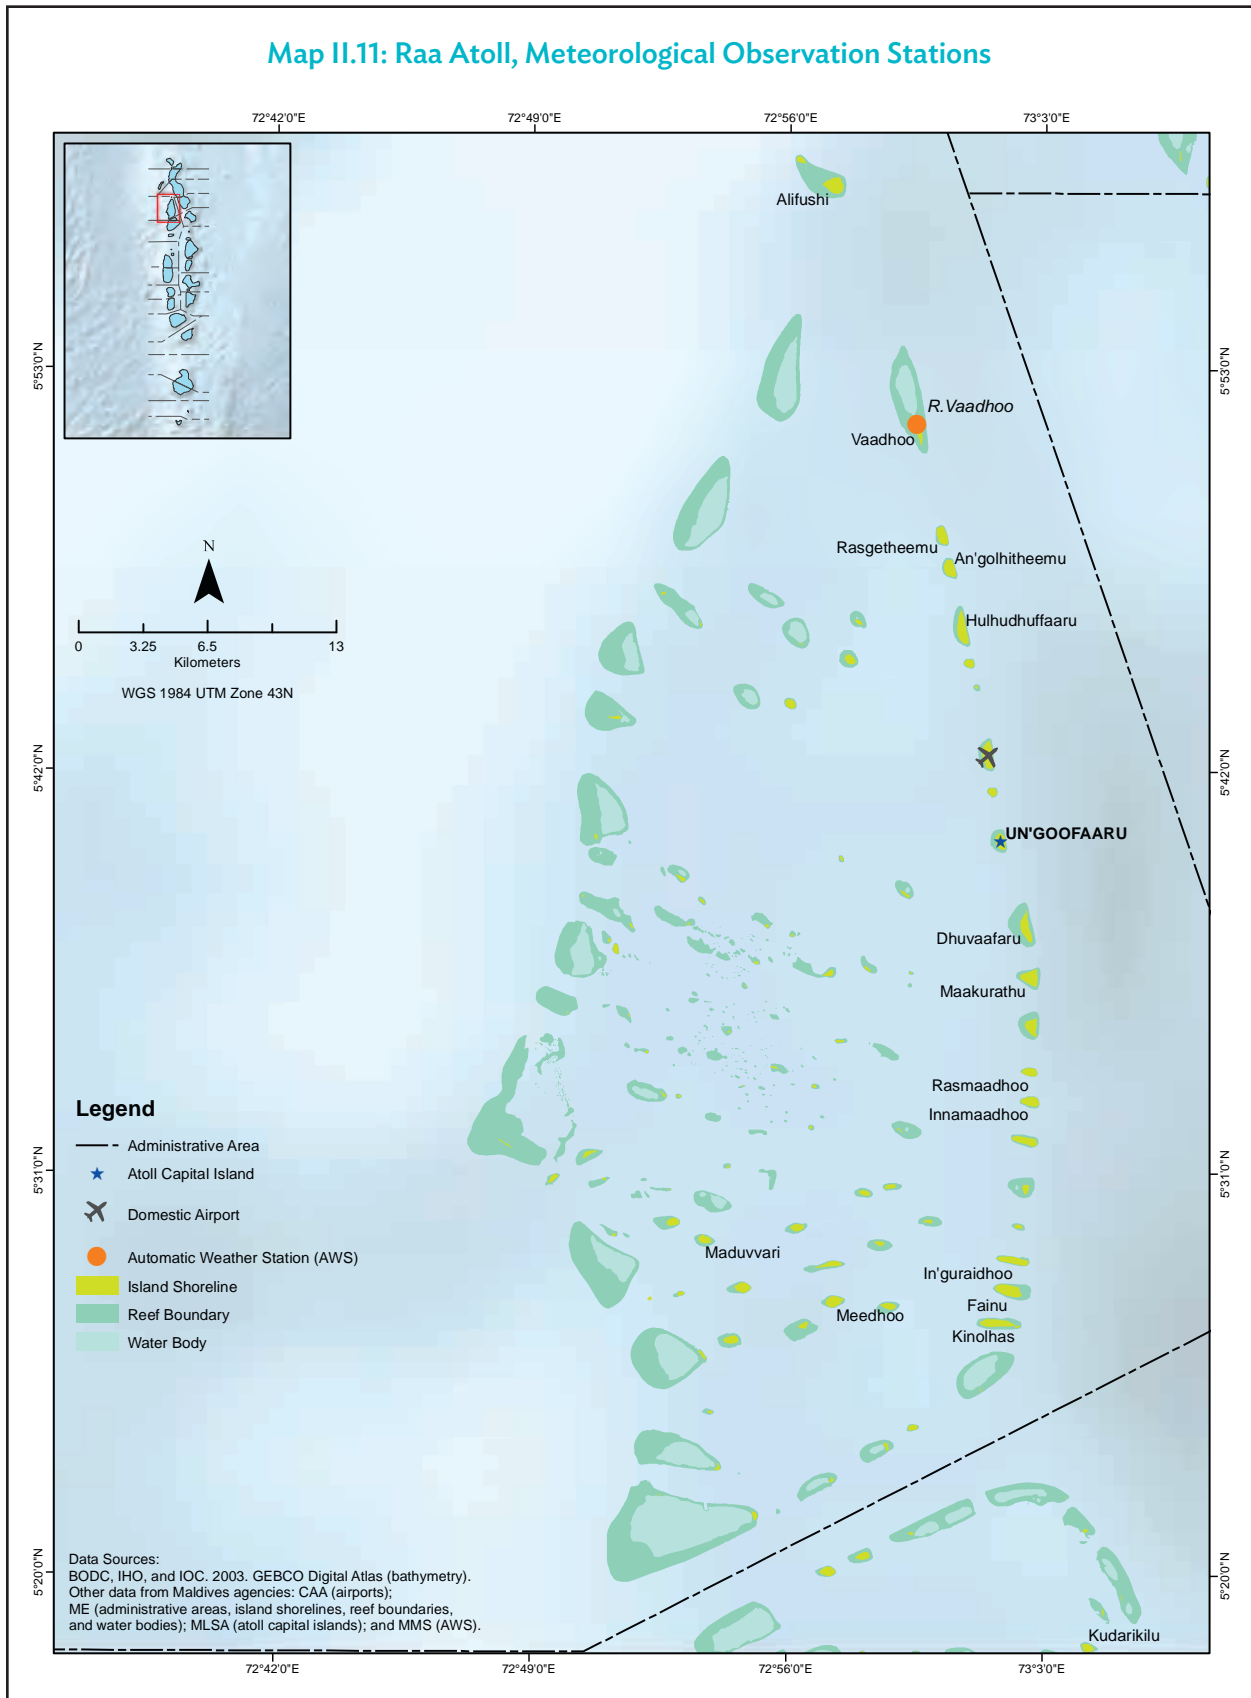 Map II.11: Raa Atoll, Meteorological Observation Stations
72°42'0"E
72°49'0"E
72°56'0"E
73°3'0"E
Alifushi
5°53'0"N
5°53'0"N
R.Vaadhoo
Vaadhoo
N
Rasgetheemu
An'golhitheemu
Hulhudhuffaaru
0
3.25
6.5
13
Kilometers
WGS 1984 UTM Zone 43N
5°42'0"N
5°42'0"N
UN'GOOFAARU
Dhuvaafaru
Maakurathu
Rasmaadhoo
Innamaadhoo
Legend
Administrative Area
Atoll Capital Island
Domestic Airport
Automatic Weather Station (AWS)
Island Shoreline
Reef Boundary
Water Body
5°31'0"N
5°31'0"N
Maduvvari
In'guraidhoo
Fainu
Meedhoo
Kinolhas
5°20'0"N
5°20'0"N
Data Sources:
BODC, IHO, and IOC. 2003. GEBCO Digital Atlas (bathymetry).
Other data from Maldives agencies: CAA (airports);
ME (administrative areas, island shorelines, reef boundaries,
and water bodies); MLSA (atoll capital islands); and MMS (AWS).
Kudarikilu
72°42'0"E
72°49'0"E
72°56'0"E
73°3'0"E